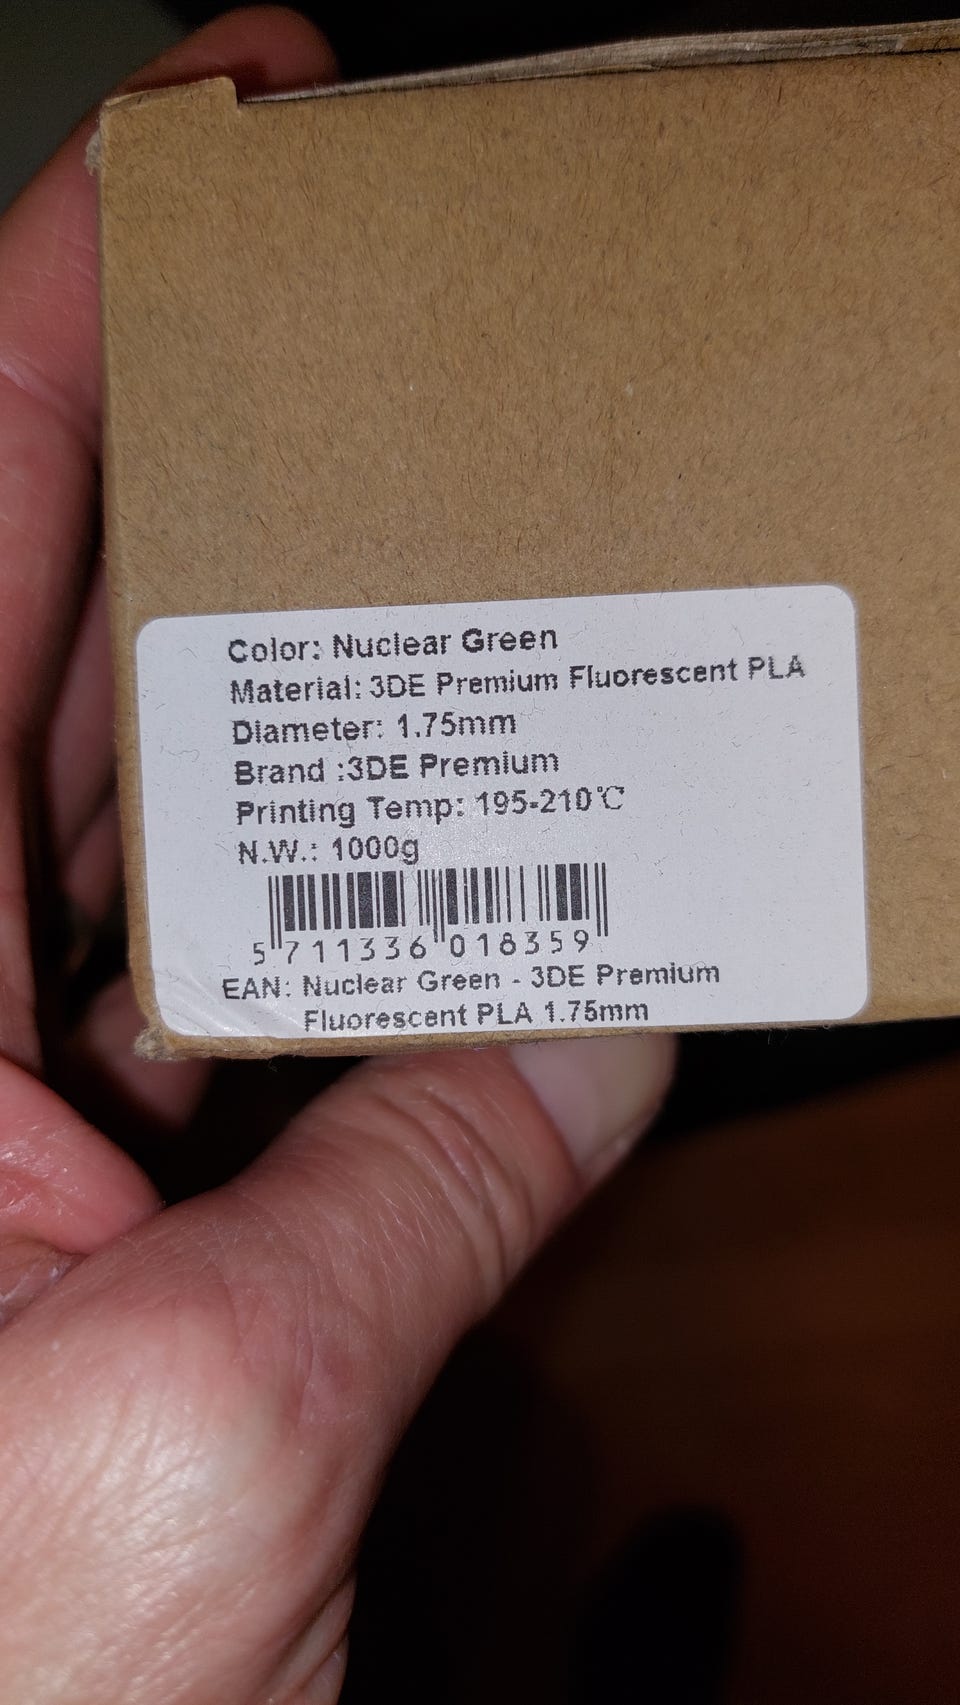 Color: Nuclear Green
Material: 3DE Premium Fluorescent PLA
Diameter: 1.75mm
Brand :3DE Premium
Printing Temp: 195-210℃
N.W.: 1000g
5 711336 018359
EAN: Nuclear Green - 3DE Premium
Fluorescent PLA 1.75mm